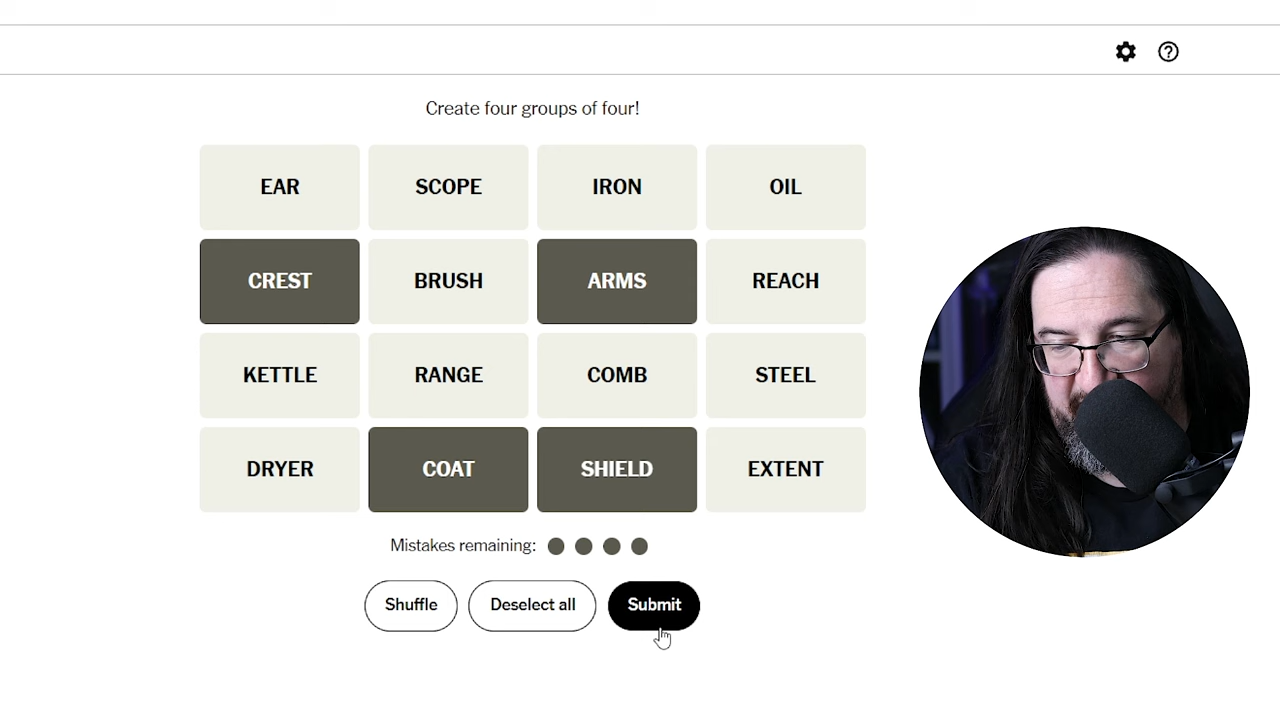 Create four groups of four!
EAR SCOPE IRON OIL
CREST BRUSH ARMS REACH
KETTLE RANGE COMB STEEL
DRYER COAT SHIELD EXTENT
Mistakes remaining:
Shuffle Deselect all Submit